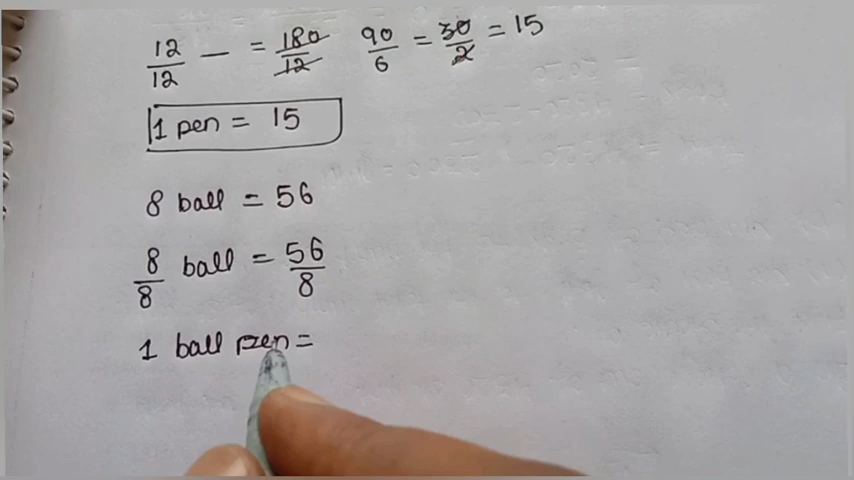 12/12 — = 180/12 90/6 = 30/2 = 15
1 pen = 15
8 ball = 56
8/8 ball = 56/8
1 ball pen =